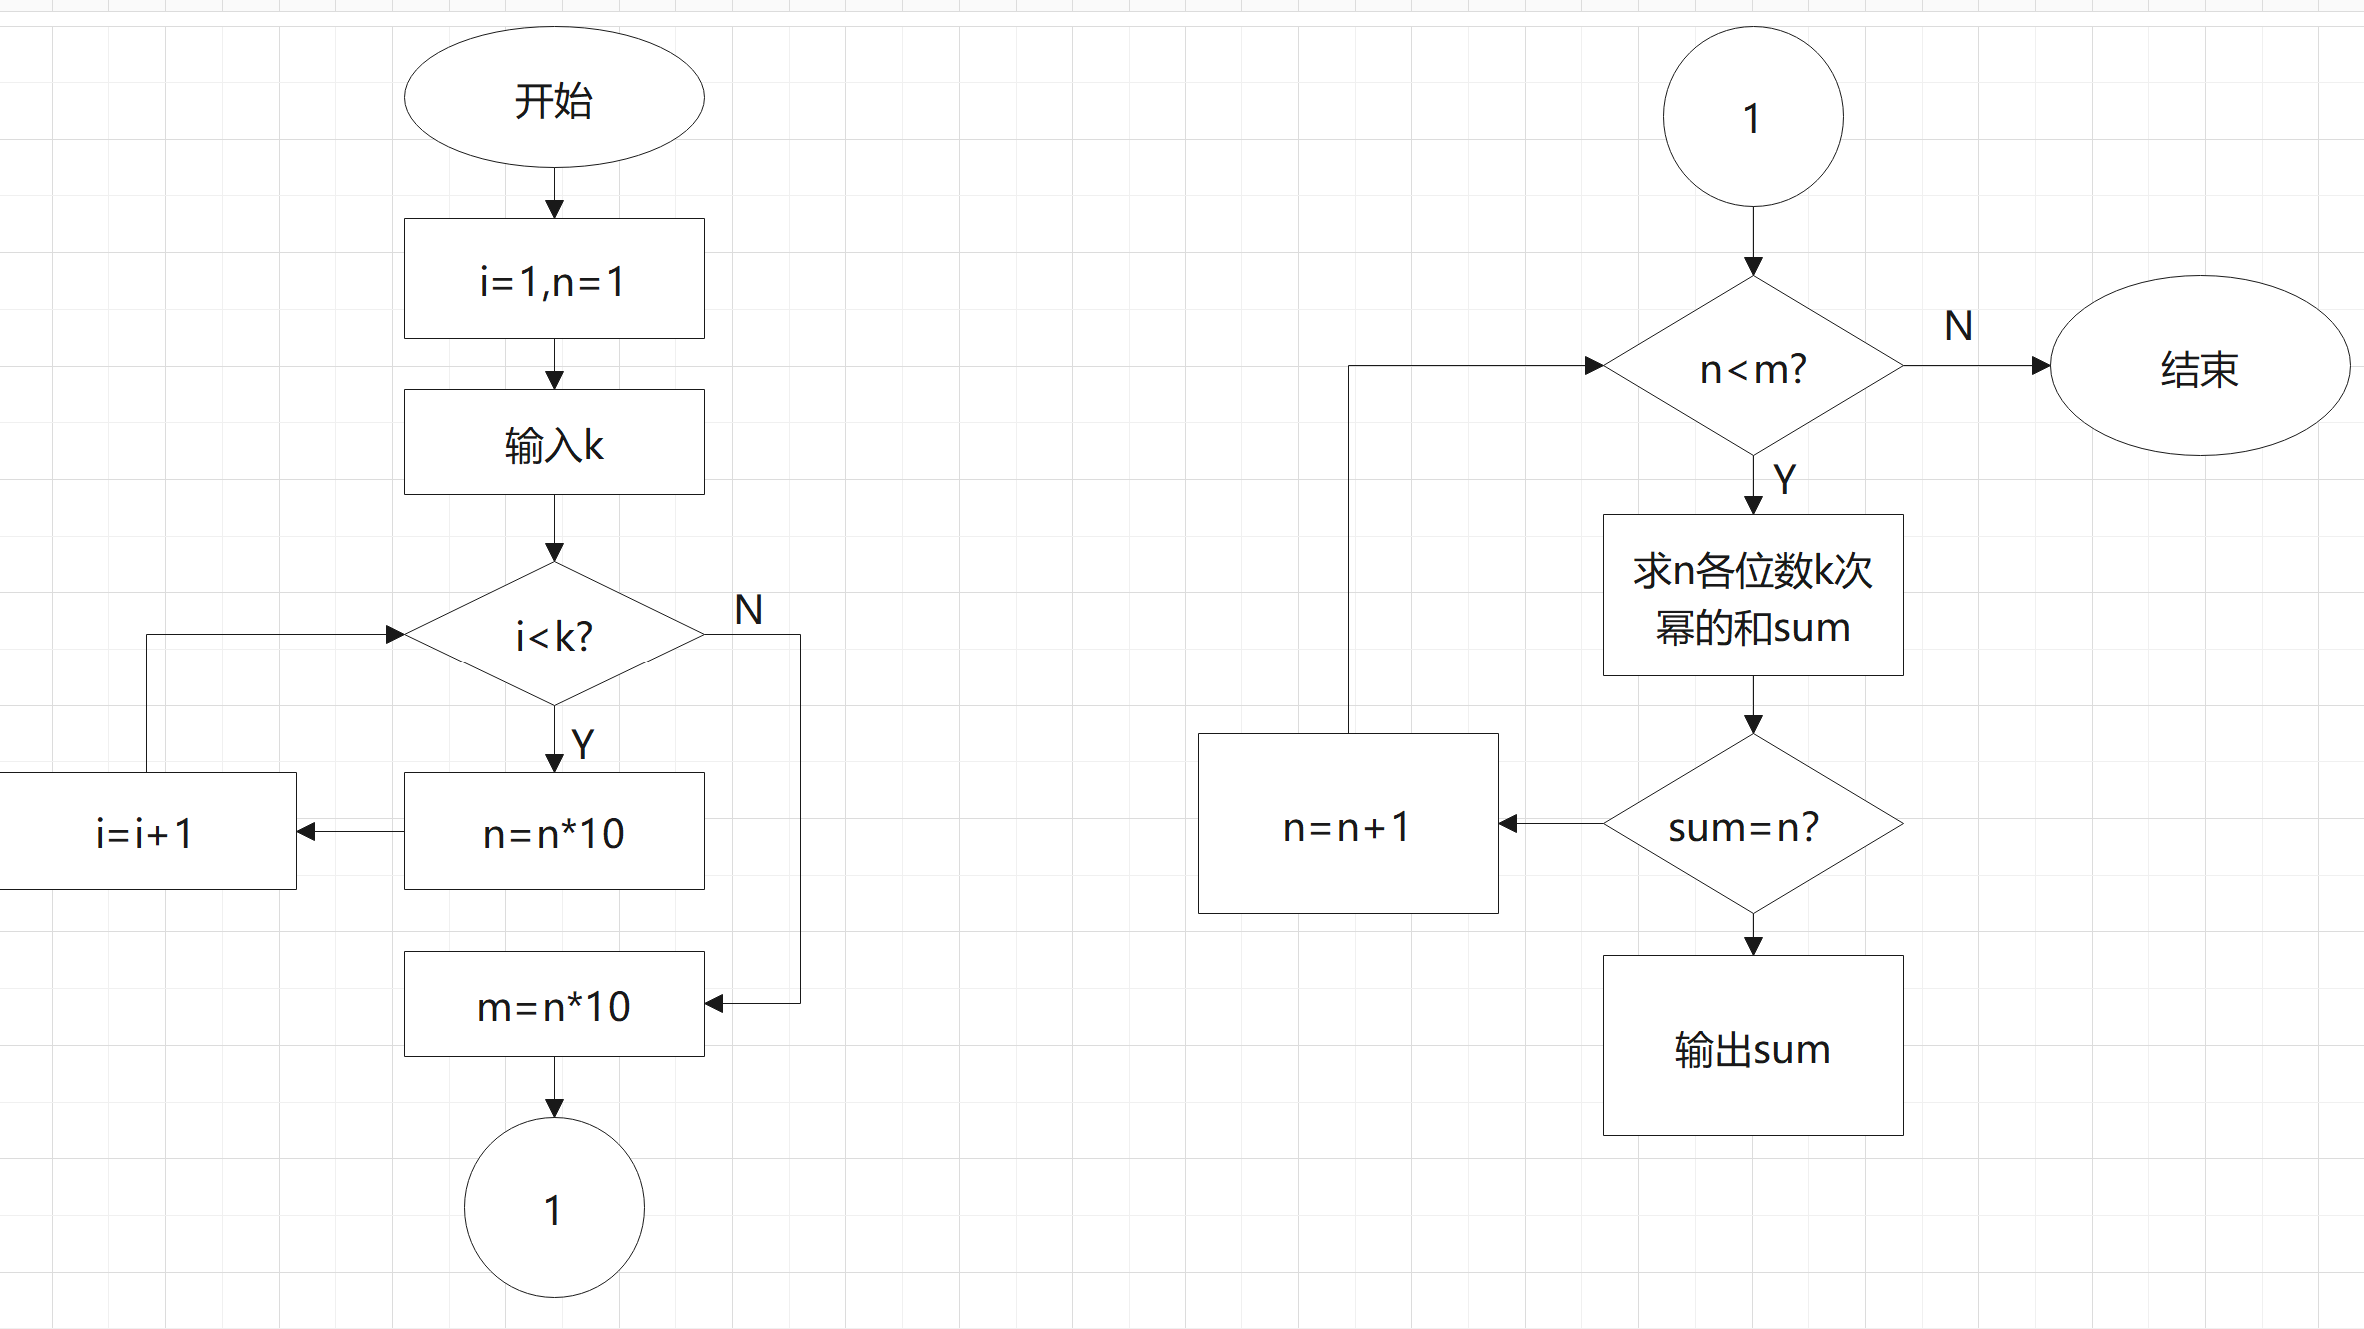 开始
i=1,n=1
输入k
i<k?
N
Y
i=i+1
n=n*10
m=n*10
1
1
n<m?
N
结束
Y
求n各位数k次
幂的和sum
n=n+1
sum=n?
输出sum